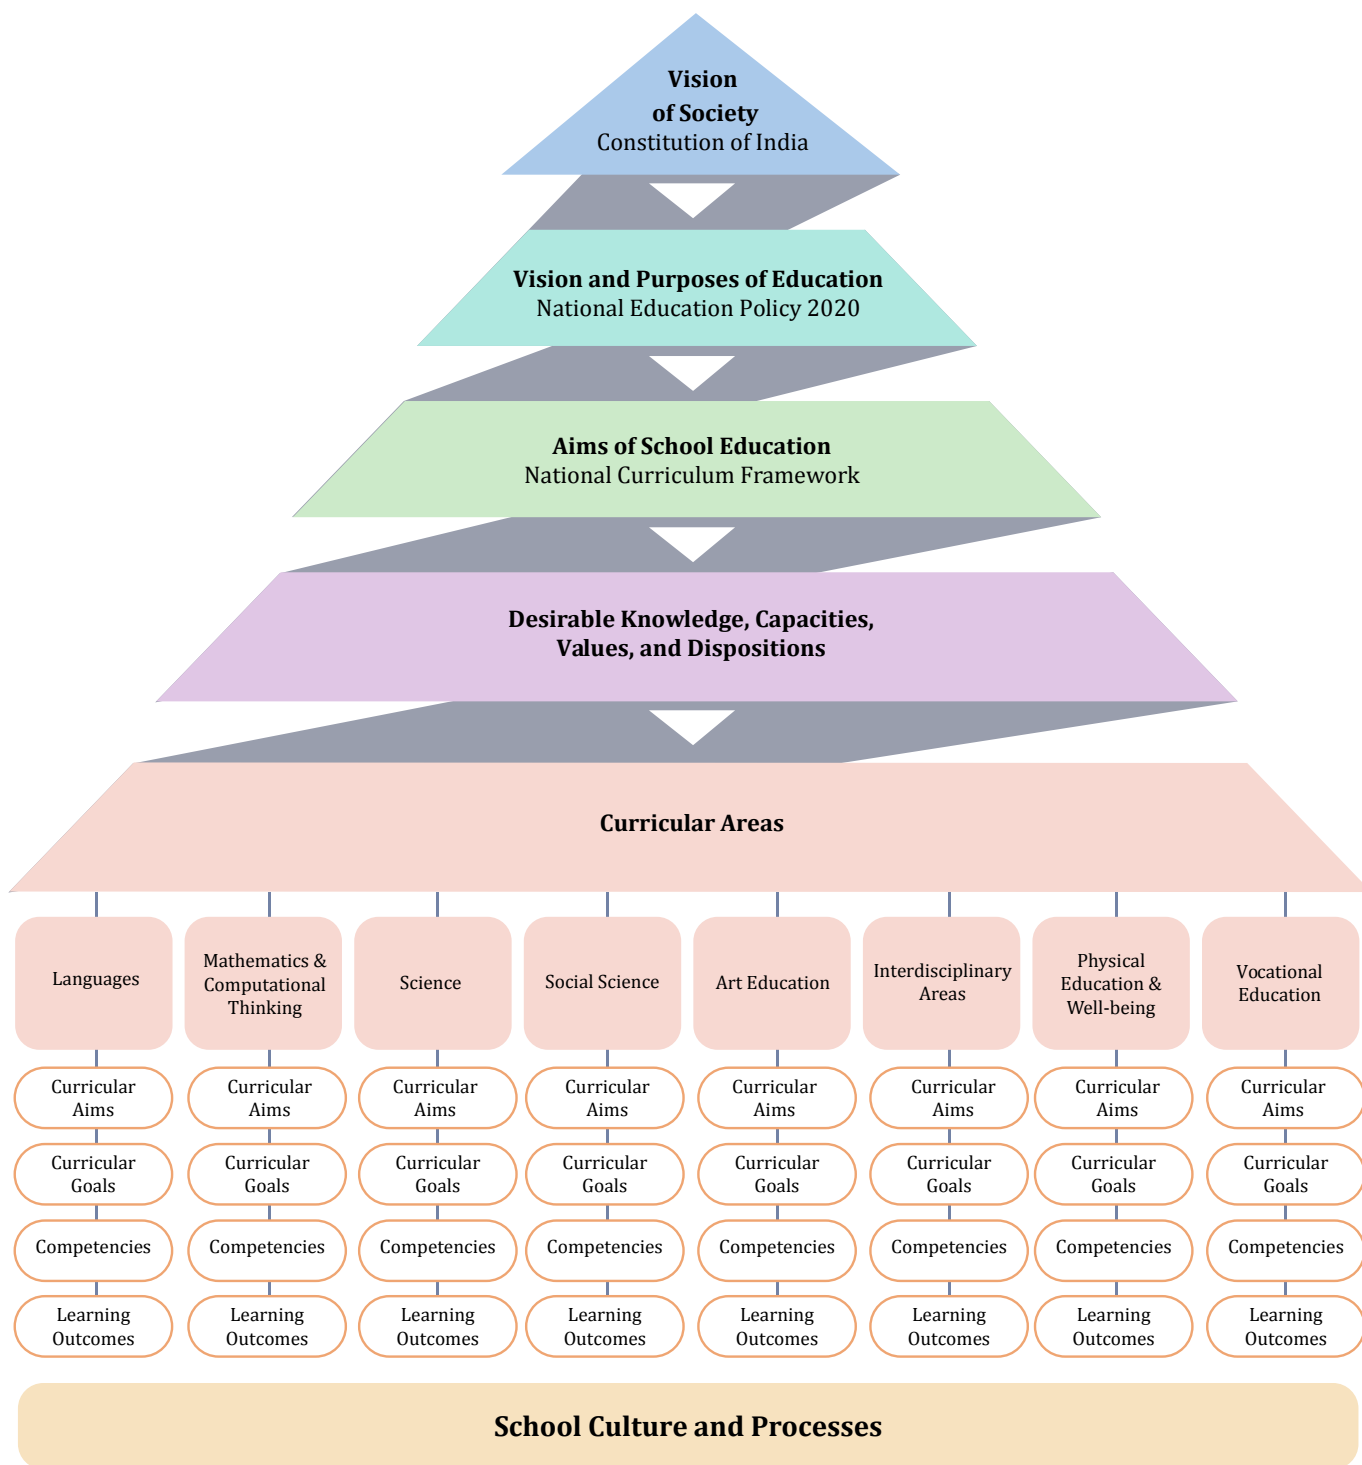 Vision
of Society
Constitution of India
Vision and Purposes of Education
National Education Policy 2020
Aims of School Education
National Curriculum Framework
Desirable Knowledge, Capacities,
Values, and Dispositions
Curricular Areas
Languages
Mathematics &
Computational
Thinking
Science
Social Science
Art Education
Interdisciplinary
Areas
Physical
Education &
Well-being
Vocational
Education
Curricular
Aims
Curricular
Aims
Curricular
Aims
Curricular
Aims
Curricular
Aims
Curricular
Aims
Curricular
Aims
Curricular
Aims
Curricular
Goals
Curricular
Goals
Curricular
Goals
Curricular
Goals
Curricular
Goals
Curricular
Goals
Curricular
Goals
Curricular
Goals
Competencies
Competencies
Competencies
Competencies
Competencies
Competencies
Competencies
Competencies
Learning
Outcomes
Learning
Outcomes
Learning
Outcomes
Learning
Outcomes
Learning
Outcomes
Learning
Outcomes
Learning
Outcomes
Learning
Outcomes
School Culture and Processes